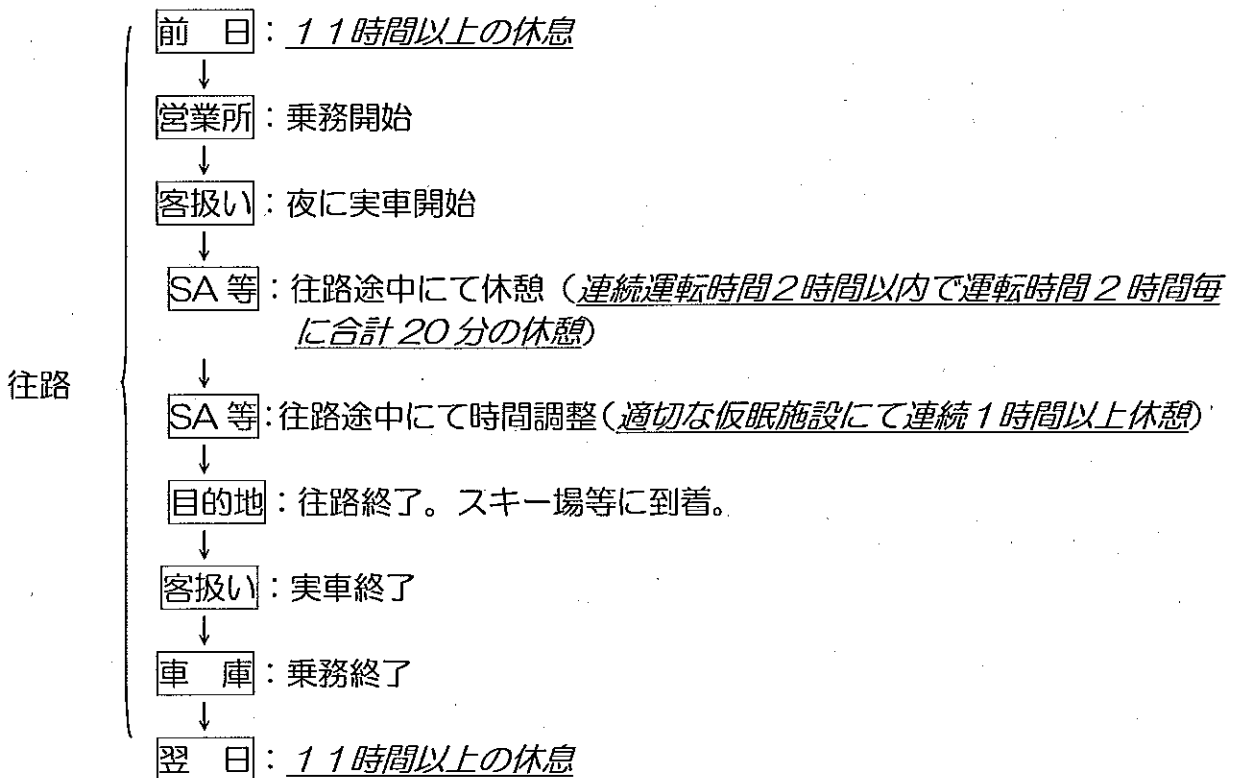 前　日：１１時間以上の休息
↓
営業所：乗務開始
↓
客扱い：夜に実車開始
↓
SA 等：往路途中にて休憩（連続運転時間２時間以内で運転時間２時間毎
に合計20分の休憩）
往路
↓
SA 等：往路途中にて時間調整（適切な仮眠施設にて連続１時間以上休憩）
↓
目的地：往路終了。スキー場等に到着。
↓
客扱い：実車終了
↓
車　庫：乗務終了
↓
翌　日：１１時間以上の休息